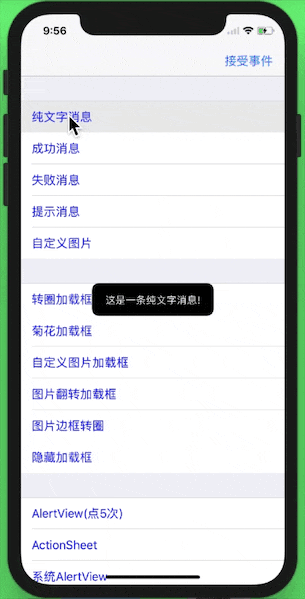 9:56
接受事件
纯文字消息
成功消息
失败消息
提示消息
自定义图片
转圈加载框
这是一条纯文字消息!
菊花加载框
自定义图片加载框
图片翻转加载框
图片边框转圈
隐藏加载框
AlertView(点5次)
ActionSheet
系统AlertView